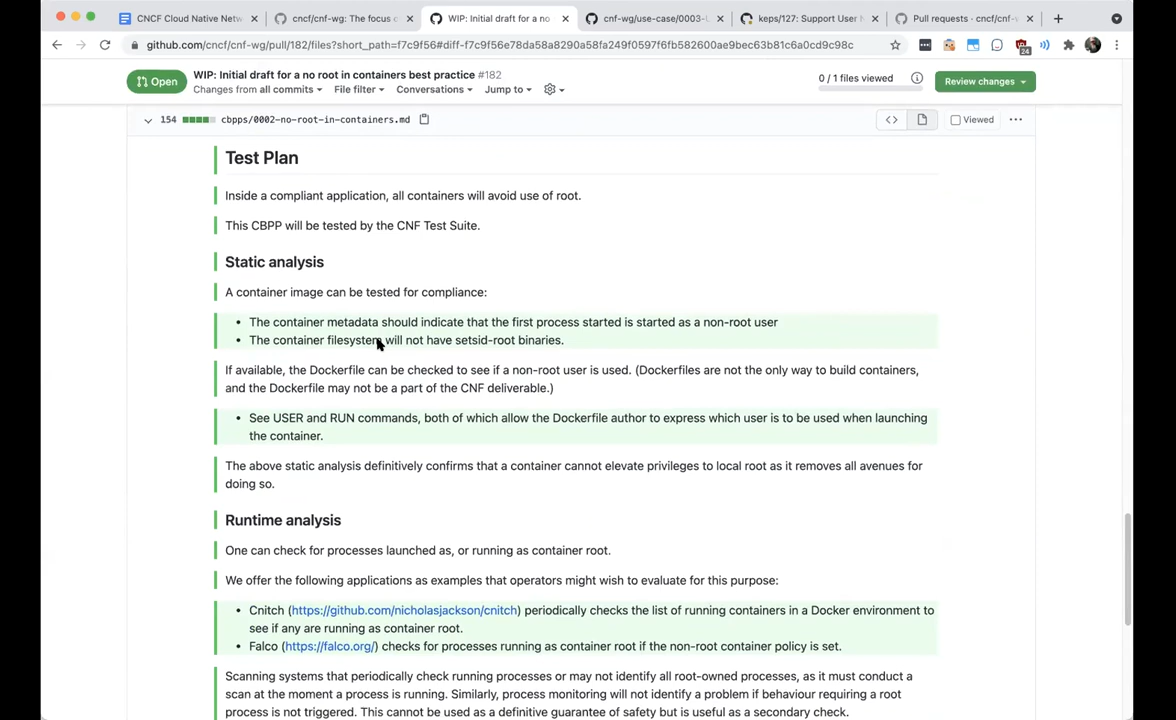 CNCF Cloud Native Netw
cncf/cnf-wg: The focus o
WIP: Initial draft for a no
cnf-wg/use-case/0003-
keps/127: Support User N
Pull requests · cncf/cnf-
github.com/cncf/cnf-wg/pull/182/files?short_path=f7c9f56#diff-f7c9f56e78da58a8290a58fa249f0597f6fb582600ae9bec63b81c6a0cd9c98c
24
Open
WIP: Initial draft for a no root in containers best practice #182
Changes from all commits
File filter
Conversations
Jump to
0 / 1 files viewed
Review changes
154
cbpps/0002-no-root-in-containers.md
Viewed
Test Plan
Inside a compliant application, all containers will avoid use of root.
This CBPP will be tested by the CNF Test Suite.
Static analysis
A container image can be tested for compliance:
• The container metadata should indicate that the first process started is started as a non-root user
• The container filesystem will not have setsid-root binaries.
If available, the Dockerfile can be checked to see if a non-root user is used. (Dockerfiles are not the only way to build containers,
and the Dockerfile may not be a part of the CNF deliverable.)
• See USER and RUN commands, both of which allow the Dockerfile author to express which user is to be used when launching
the container.
The above static analysis definitively confirms that a container cannot elevate privileges to local root as it removes all avenues for
doing so.
Runtime analysis
One can check for processes launched as, or running as container root.
We offer the following applications as examples that operators might wish to evaluate for this purpose:
• Cnitch (https://github.com/nicholasjackson/cnitch) periodically checks the list of running containers in a Docker environment to
see if any are running as container root.
• Falco (https://falco.org/) checks for processes running as container root if the non-root container policy is set.
Scanning systems that periodically check running processes or may not identify all root-owned processes, as it must conduct a
scan at the moment a process is running. Similarly, process monitoring will not identify a problem if behaviour requiring a root
process is not triggered. This cannot be used as a definitive guarantee of safety but is useful as a secondary check.